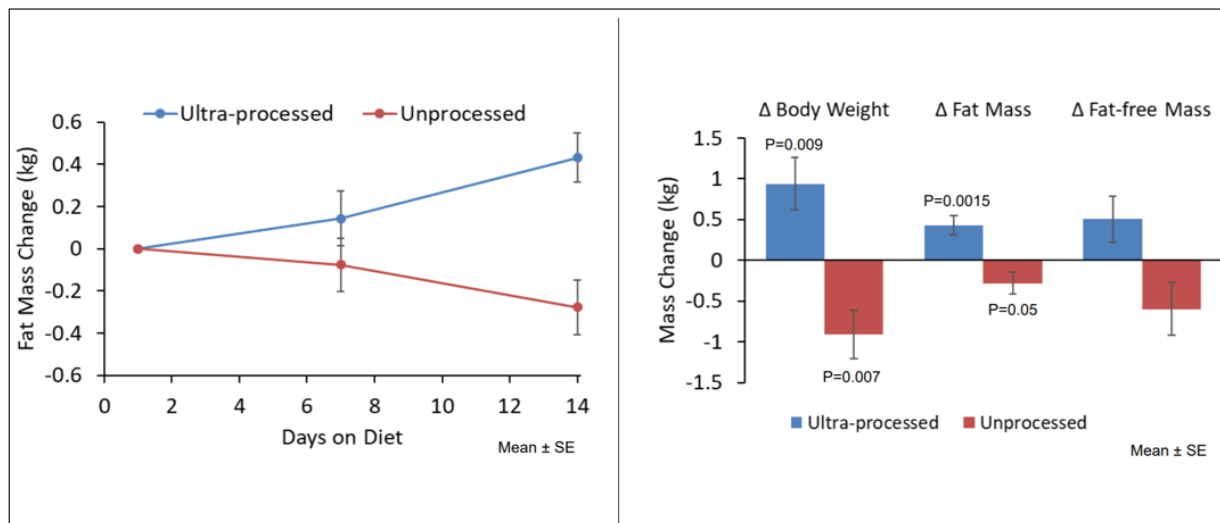 Ultra-processed Unprocessed
0.6
0.4
0.2
0
-0.2
-0.4
-0.6
Fat Mass Change (kg)
0 2 4 6 8 10 12 14
Days on Diet
Mean ± SE
Δ Body Weight Δ Fat Mass Δ Fat-free Mass
1.5
1
0.5
0
-0.5
-1
-1.5
Mass Change (kg)
P=0.009
P=0.0015
P=0.05
P=0.007
Ultra-processed Unprocessed
Mean ± SE